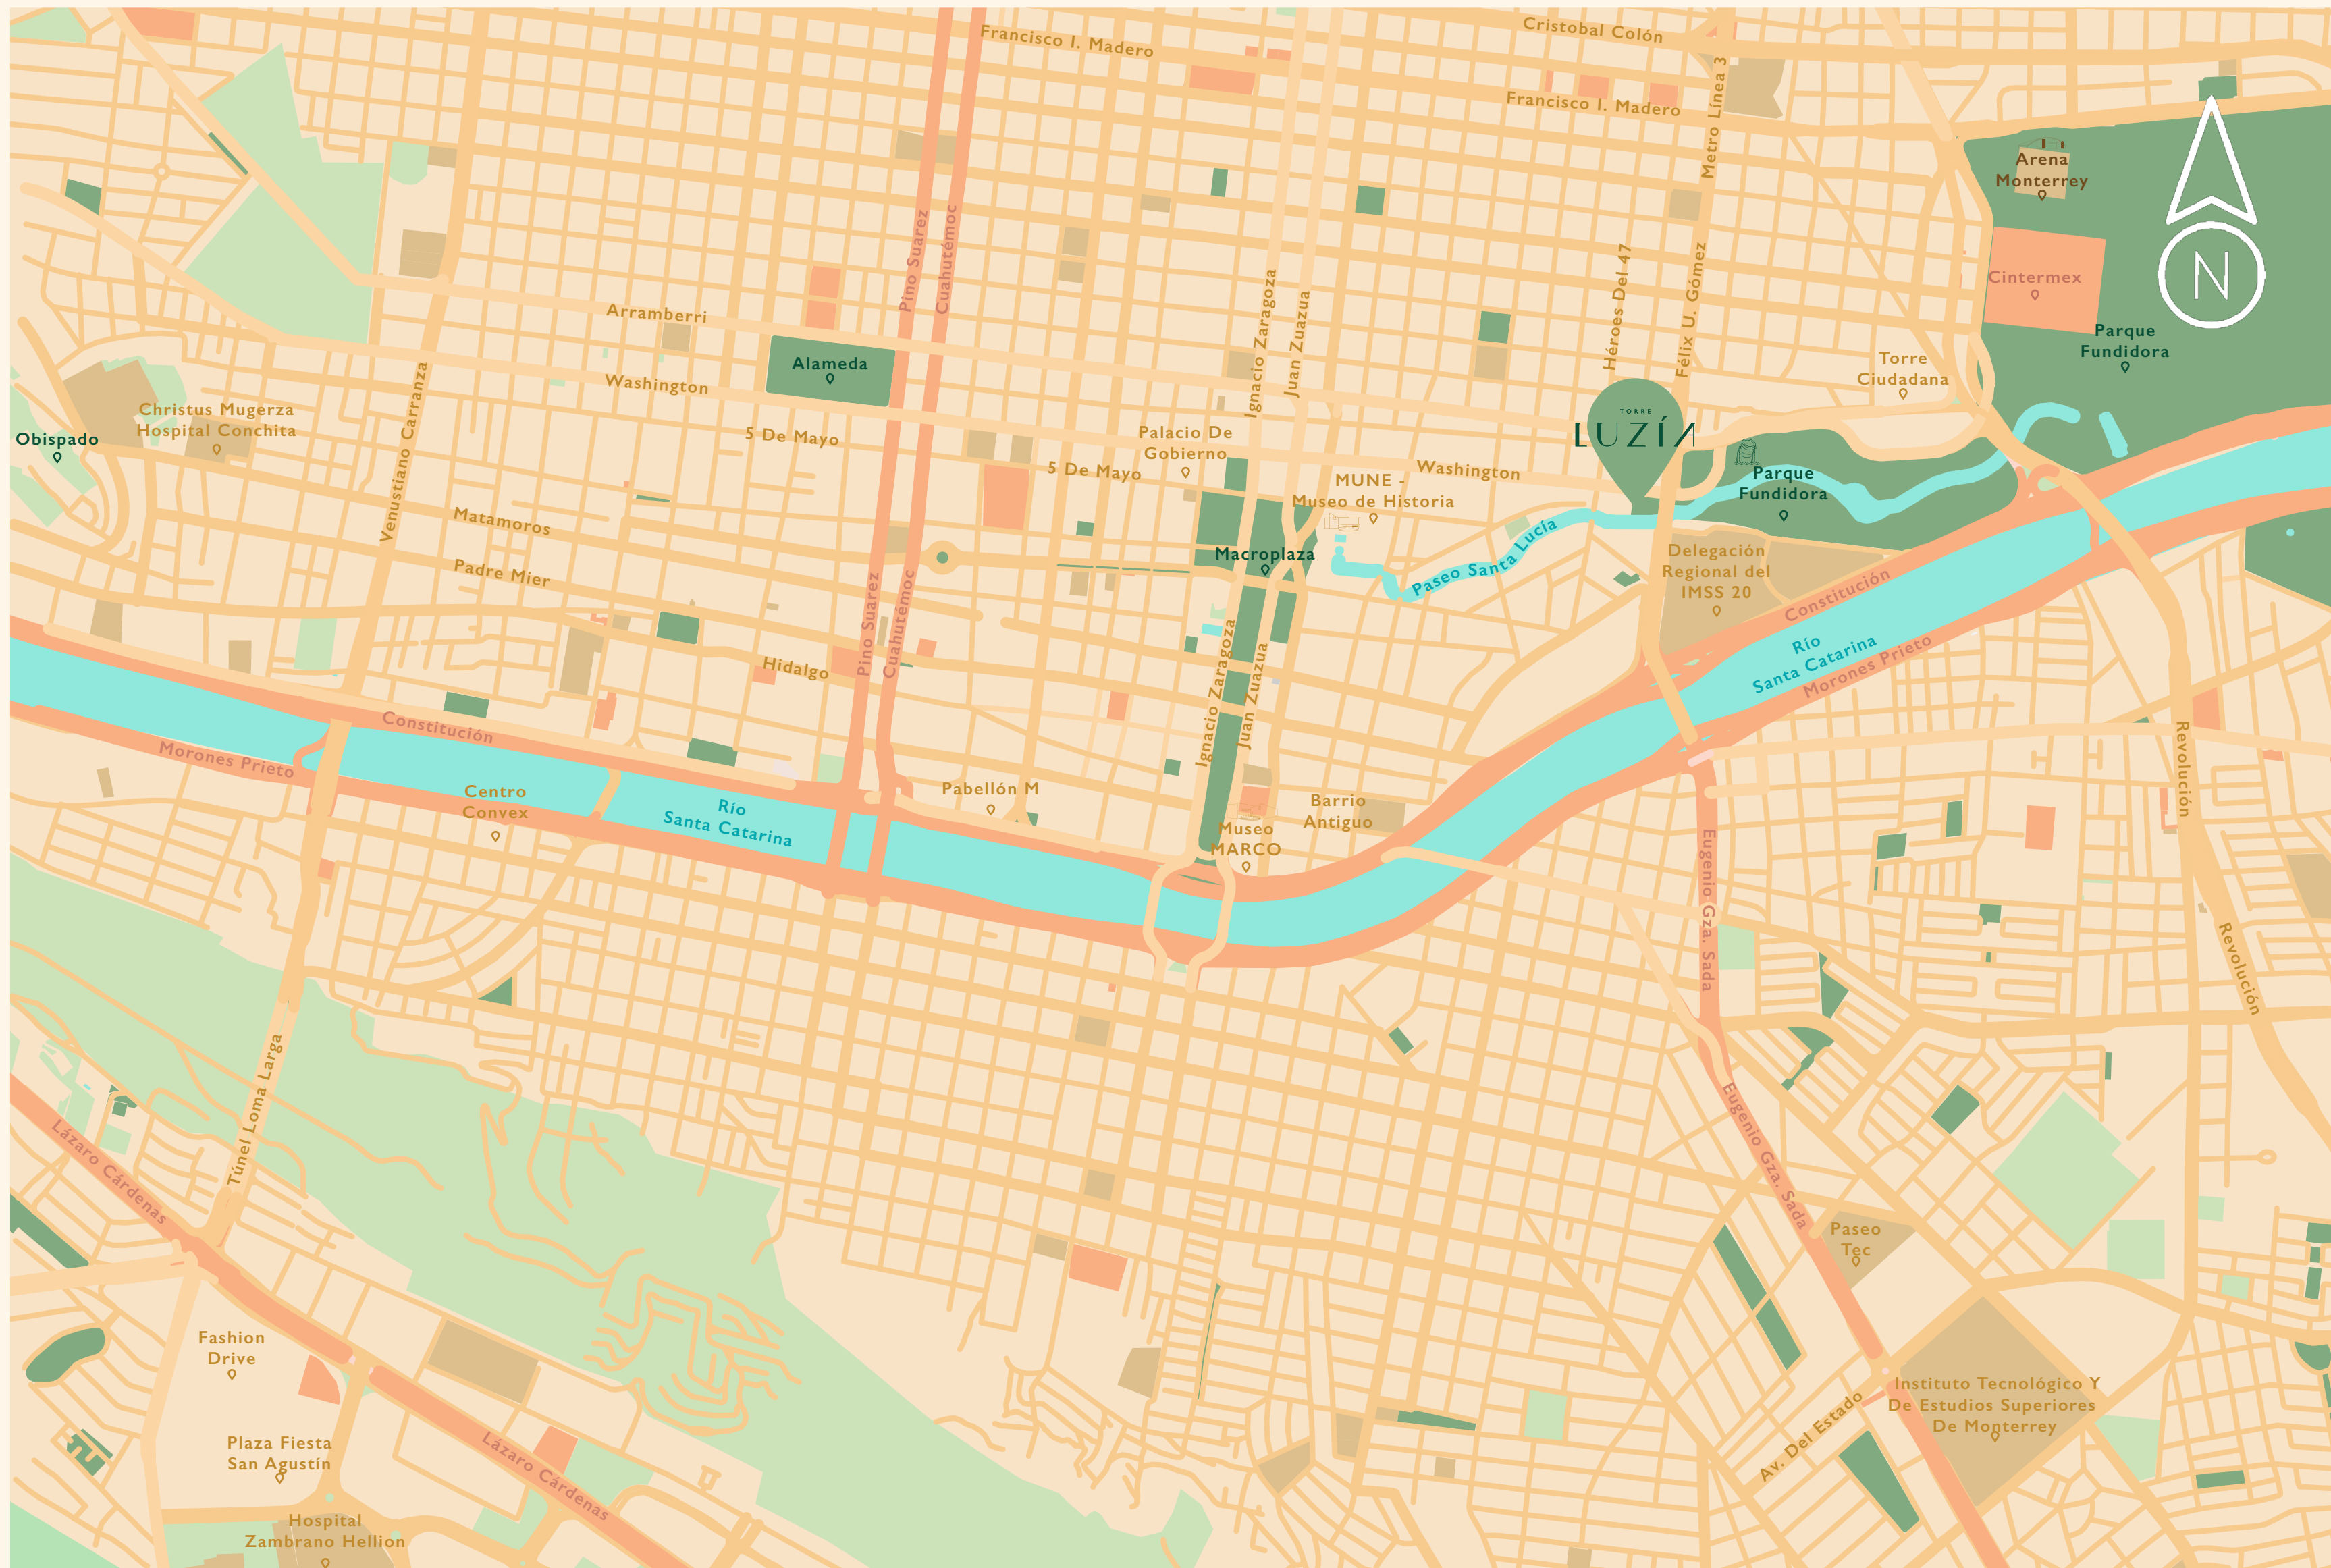 Francisco I. Madero
Cristobal Colón
Francisco I. Madero
Metro Línea 3
Arena
Monterrey
Cintermex
N
Parque
Fundidora
Pino Suarez
Cuahutémoc
Héroes Del 47
Félix U. Gómez
Ignacio Zaragoza
Juan Zuazua
Arramberri
Alameda
Washington
Torre
Ciudadana
TORRE
LUZÍA
Venustiano Carranza
Christus Mugerza
Hospital Conchita
Obispado
5 De Mayo
Palacio De
Gobierno
5 De Mayo
Washington
MUNE -
Museo de Historia
Parque
Fundidora
Matamoros
Padre Mier
Macroplaza
Paseo Santa Lucía
Delegación
Regional del
IMSS 20
Constitución
Río
Santa Catarina
Morones Prieto
Pino Suarez
Cuahutémoc
Hidalgo
Ignacio Zaragoza
Juan Zuazua
Constitución
Morones Prieto
Centro
Convex
Río
Santa Catarina
Pabellón M
Barrio
Antiguo
Museo
MARCO
Revolución
Eugenio Gza. Sada
Revolución
Túnel Loma Larga
Lázaro Cárdenas
Eugenio Gza. Sada
Paseo
Tec
Fashion
Drive
Plaza Fiesta
San Agustín
Lázaro Cárdenas
Hospital
Zambrano Hellion
Av. Del Estado
Instituto Tecnológico Y
De Estudios Superiores
De Monterrey